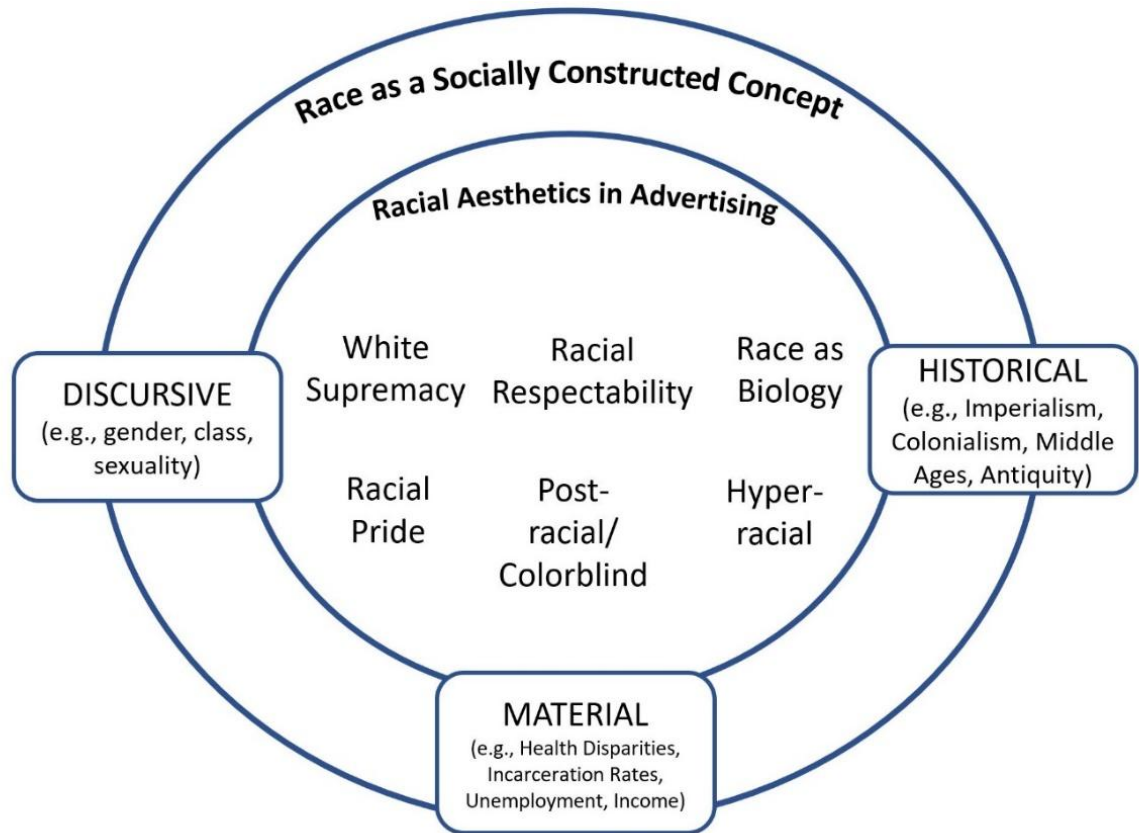 Race as a Socially Constructed Concept
Racial Aesthetics in Advertising
White
Supremacy
Racial
Respectability
Race as
Biology
DISCURSIVE
(e.g., gender, class,
sexuality)
HISTORICAL
(e.g., Imperialism,
Colonialism, Middle
Ages, Antiquity)
Racial
Pride
Post-
racial/
Colorblind
Hyper-
racial
MATERIAL
(e.g., Health Disparities,
Incarceration Rates,
Unemployment, Income)